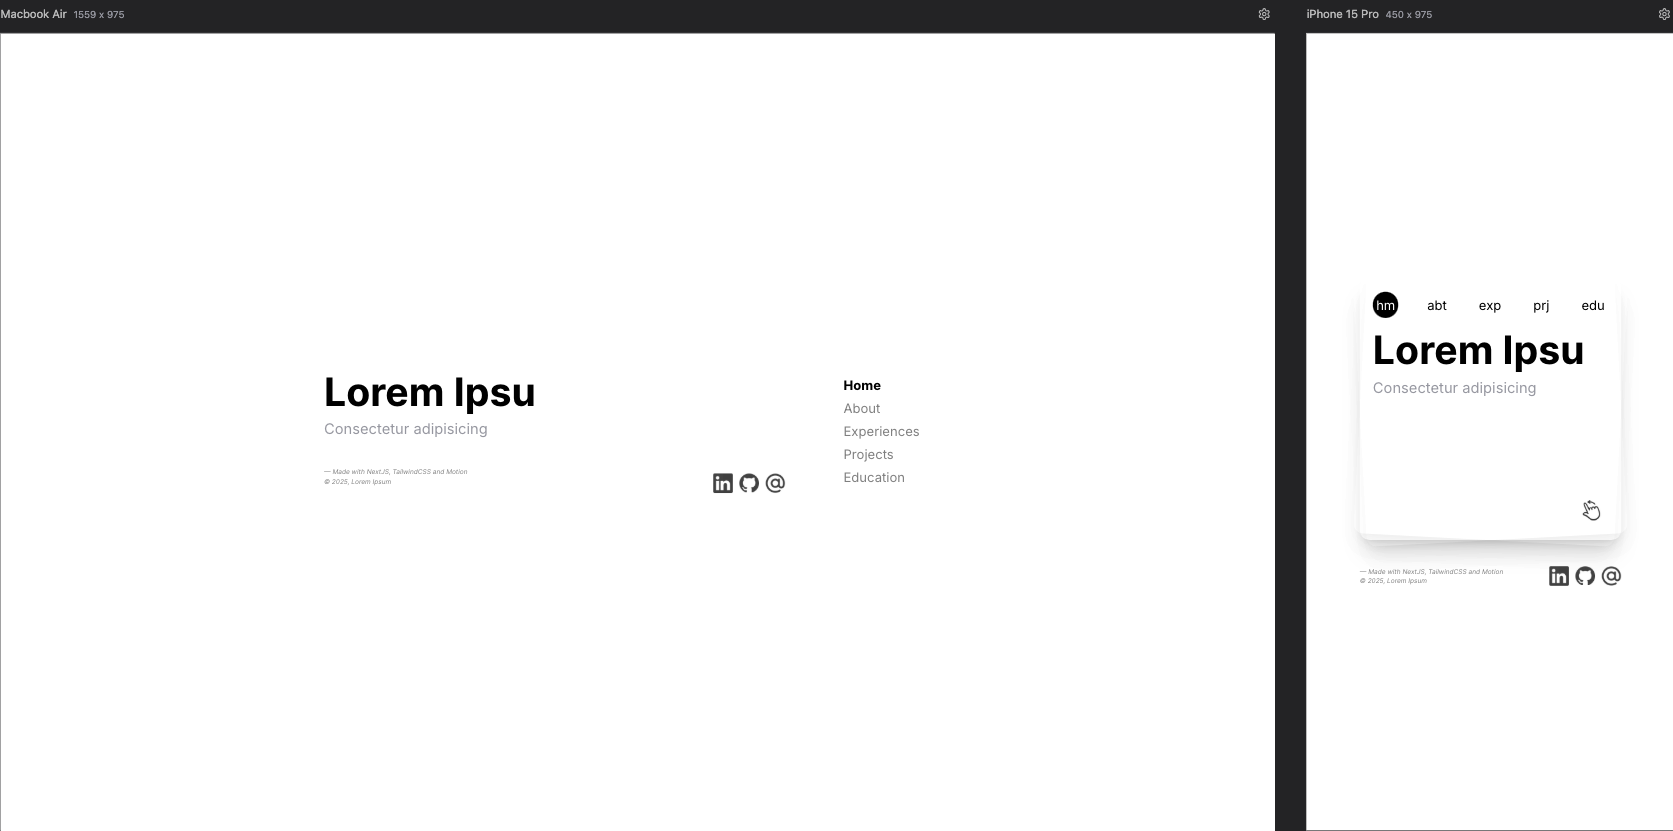 Macbook Air 1559 x 975
Lorem Ipsu
Consectetur adipisicing
— Made with NextJS, TailwindCSS and Motion
© 2025, Lorem Ipsum
in
Home
About
Experiences
Projects
Education
iPhone 15 Pro 450 x 975
hm abt exp prj edu
Lorem Ipsu
Consectetur adipisicing
— Made with NextJS, TailwindCSS and Motion
© 2025, Lorem Ipsum
in